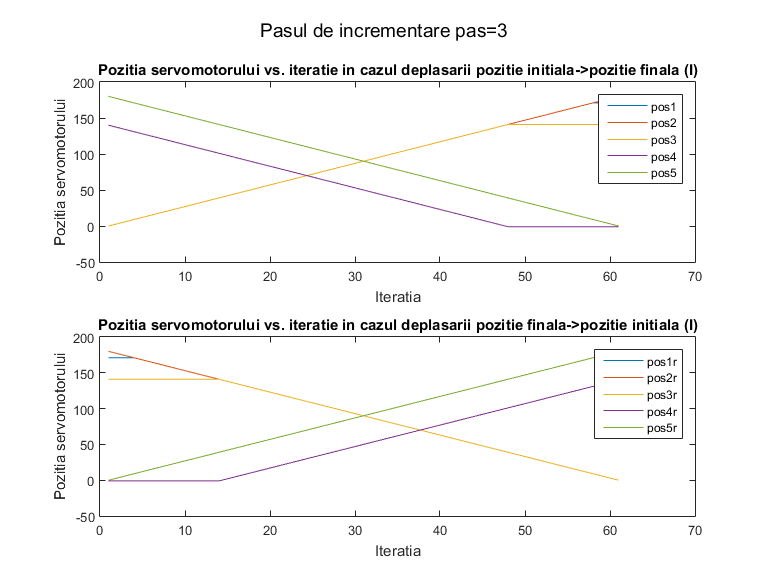 Pasul de incrementare pas=3
Pozitia servomotorului vs. iteratie in cazul deplasarii pozitie initiala->pozitie finala (I)
Pozitia servomotorului
200
150
100
50
0
-50
0 10 20 30 40 50 60 70
Iteratia
pos1
pos2
pos3
pos4
pos5
Pozitia servomotorului vs. iteratie in cazul deplasarii pozitie finala->pozitie initiala (I)
Pozitia servomotorului
200
150
100
50
0
-50
0 10 20 30 40 50 60 70
Iteratia
pos1r
pos2r
pos3r
pos4r
pos5r